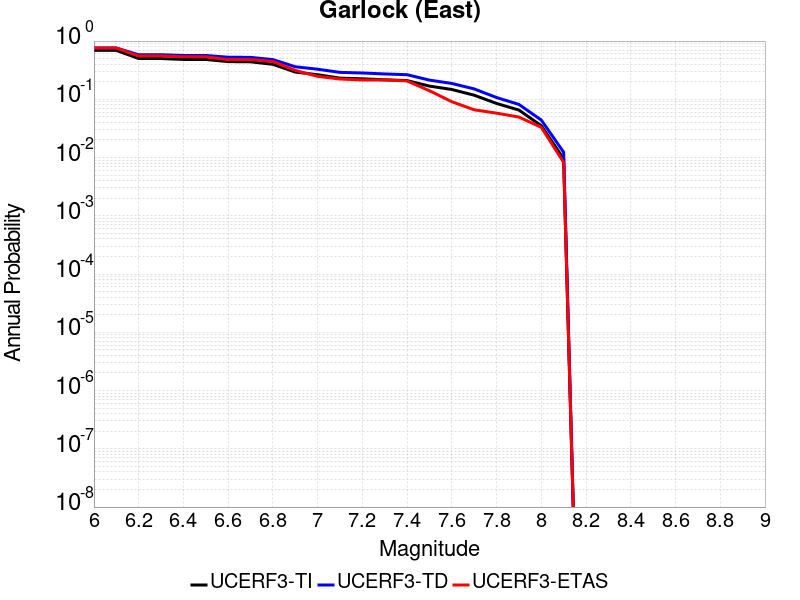 Garlock (East)
Annual Probability
10^0
10^-1
10^-2
10^-3
10^-4
10^-5
10^-6
10^-7
10^-8
6 6.2 6.4 6.6 6.8 7 7.2 7.4 7.6 7.8 8 8.2 8.4 8.6 8.8 9
Magnitude
UCERF3-TI UCERF3-TD UCERF3-ETAS